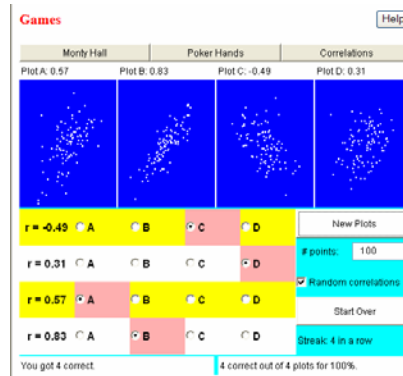 Games
Help
Monty Hall Poker Hands Correlations
Plot A: 0.57 Plot B: 0.83 Plot C: -0.49 Plot D: 0.31
r = -0.49 A B C D
New Plots
# points: 100
r = 0.31 A B C D
Random correlations
r = 0.57 A B C D
Start Over
r = 0.83 A B C D
Streak: 4 in a row
You got 4 correct. 4 correct out of 4 plots for 100%.